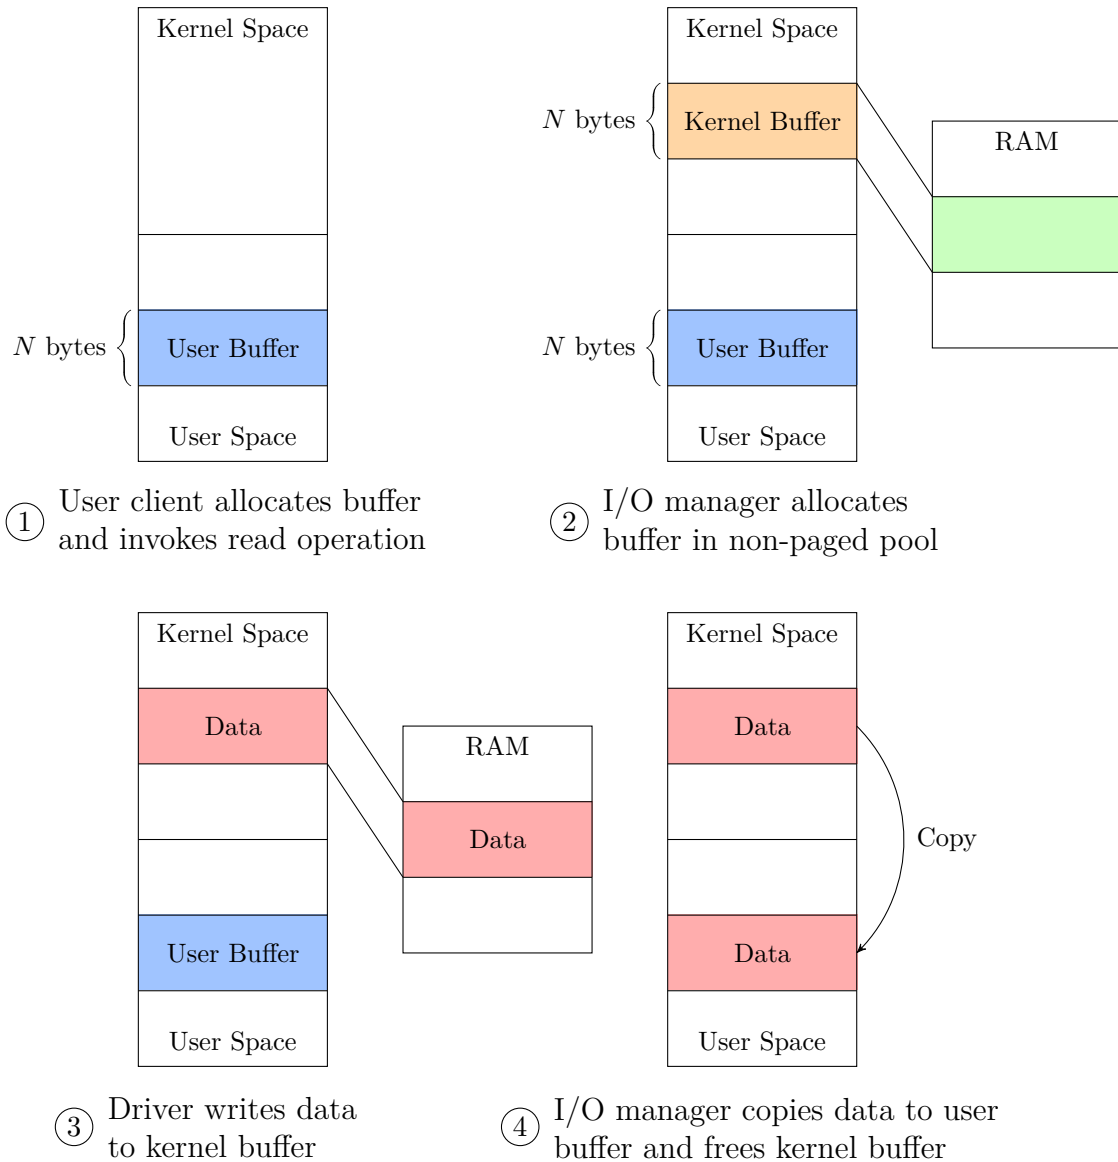 Kernel Space
N bytes
User Buffer
User Space
① User client allocates buffer
and invokes read operation
Kernel Space
N bytes
Kernel Buffer
RAM
N bytes
User Buffer
User Space
② I/O manager allocates
buffer in non-paged pool
Kernel Space
Data
RAM
Data
User Buffer
User Space
③ Driver writes data
to kernel buffer
Kernel Space
Data
Copy
Data
User Space
④ I/O manager copies data to user
buffer and frees kernel buffer